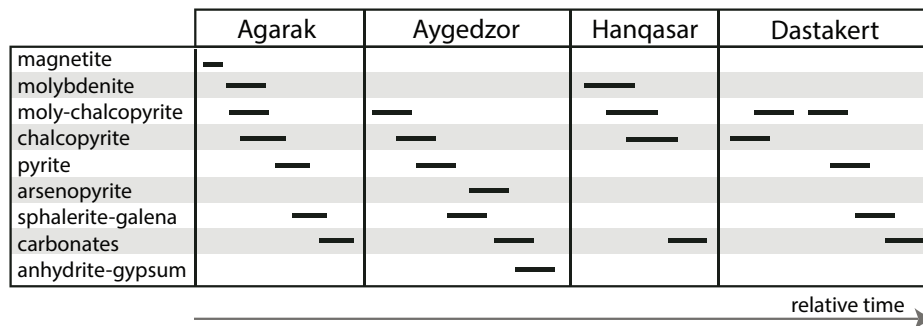 Agarak Aygedzor Hanqasar Dastakert
magnetite
molybdenite
moly-chalcopyrite
chalcopyrite
pyrite
arsenopyrite
sphalerite-galena
carbonates
anhydrite-gypsum
relative time